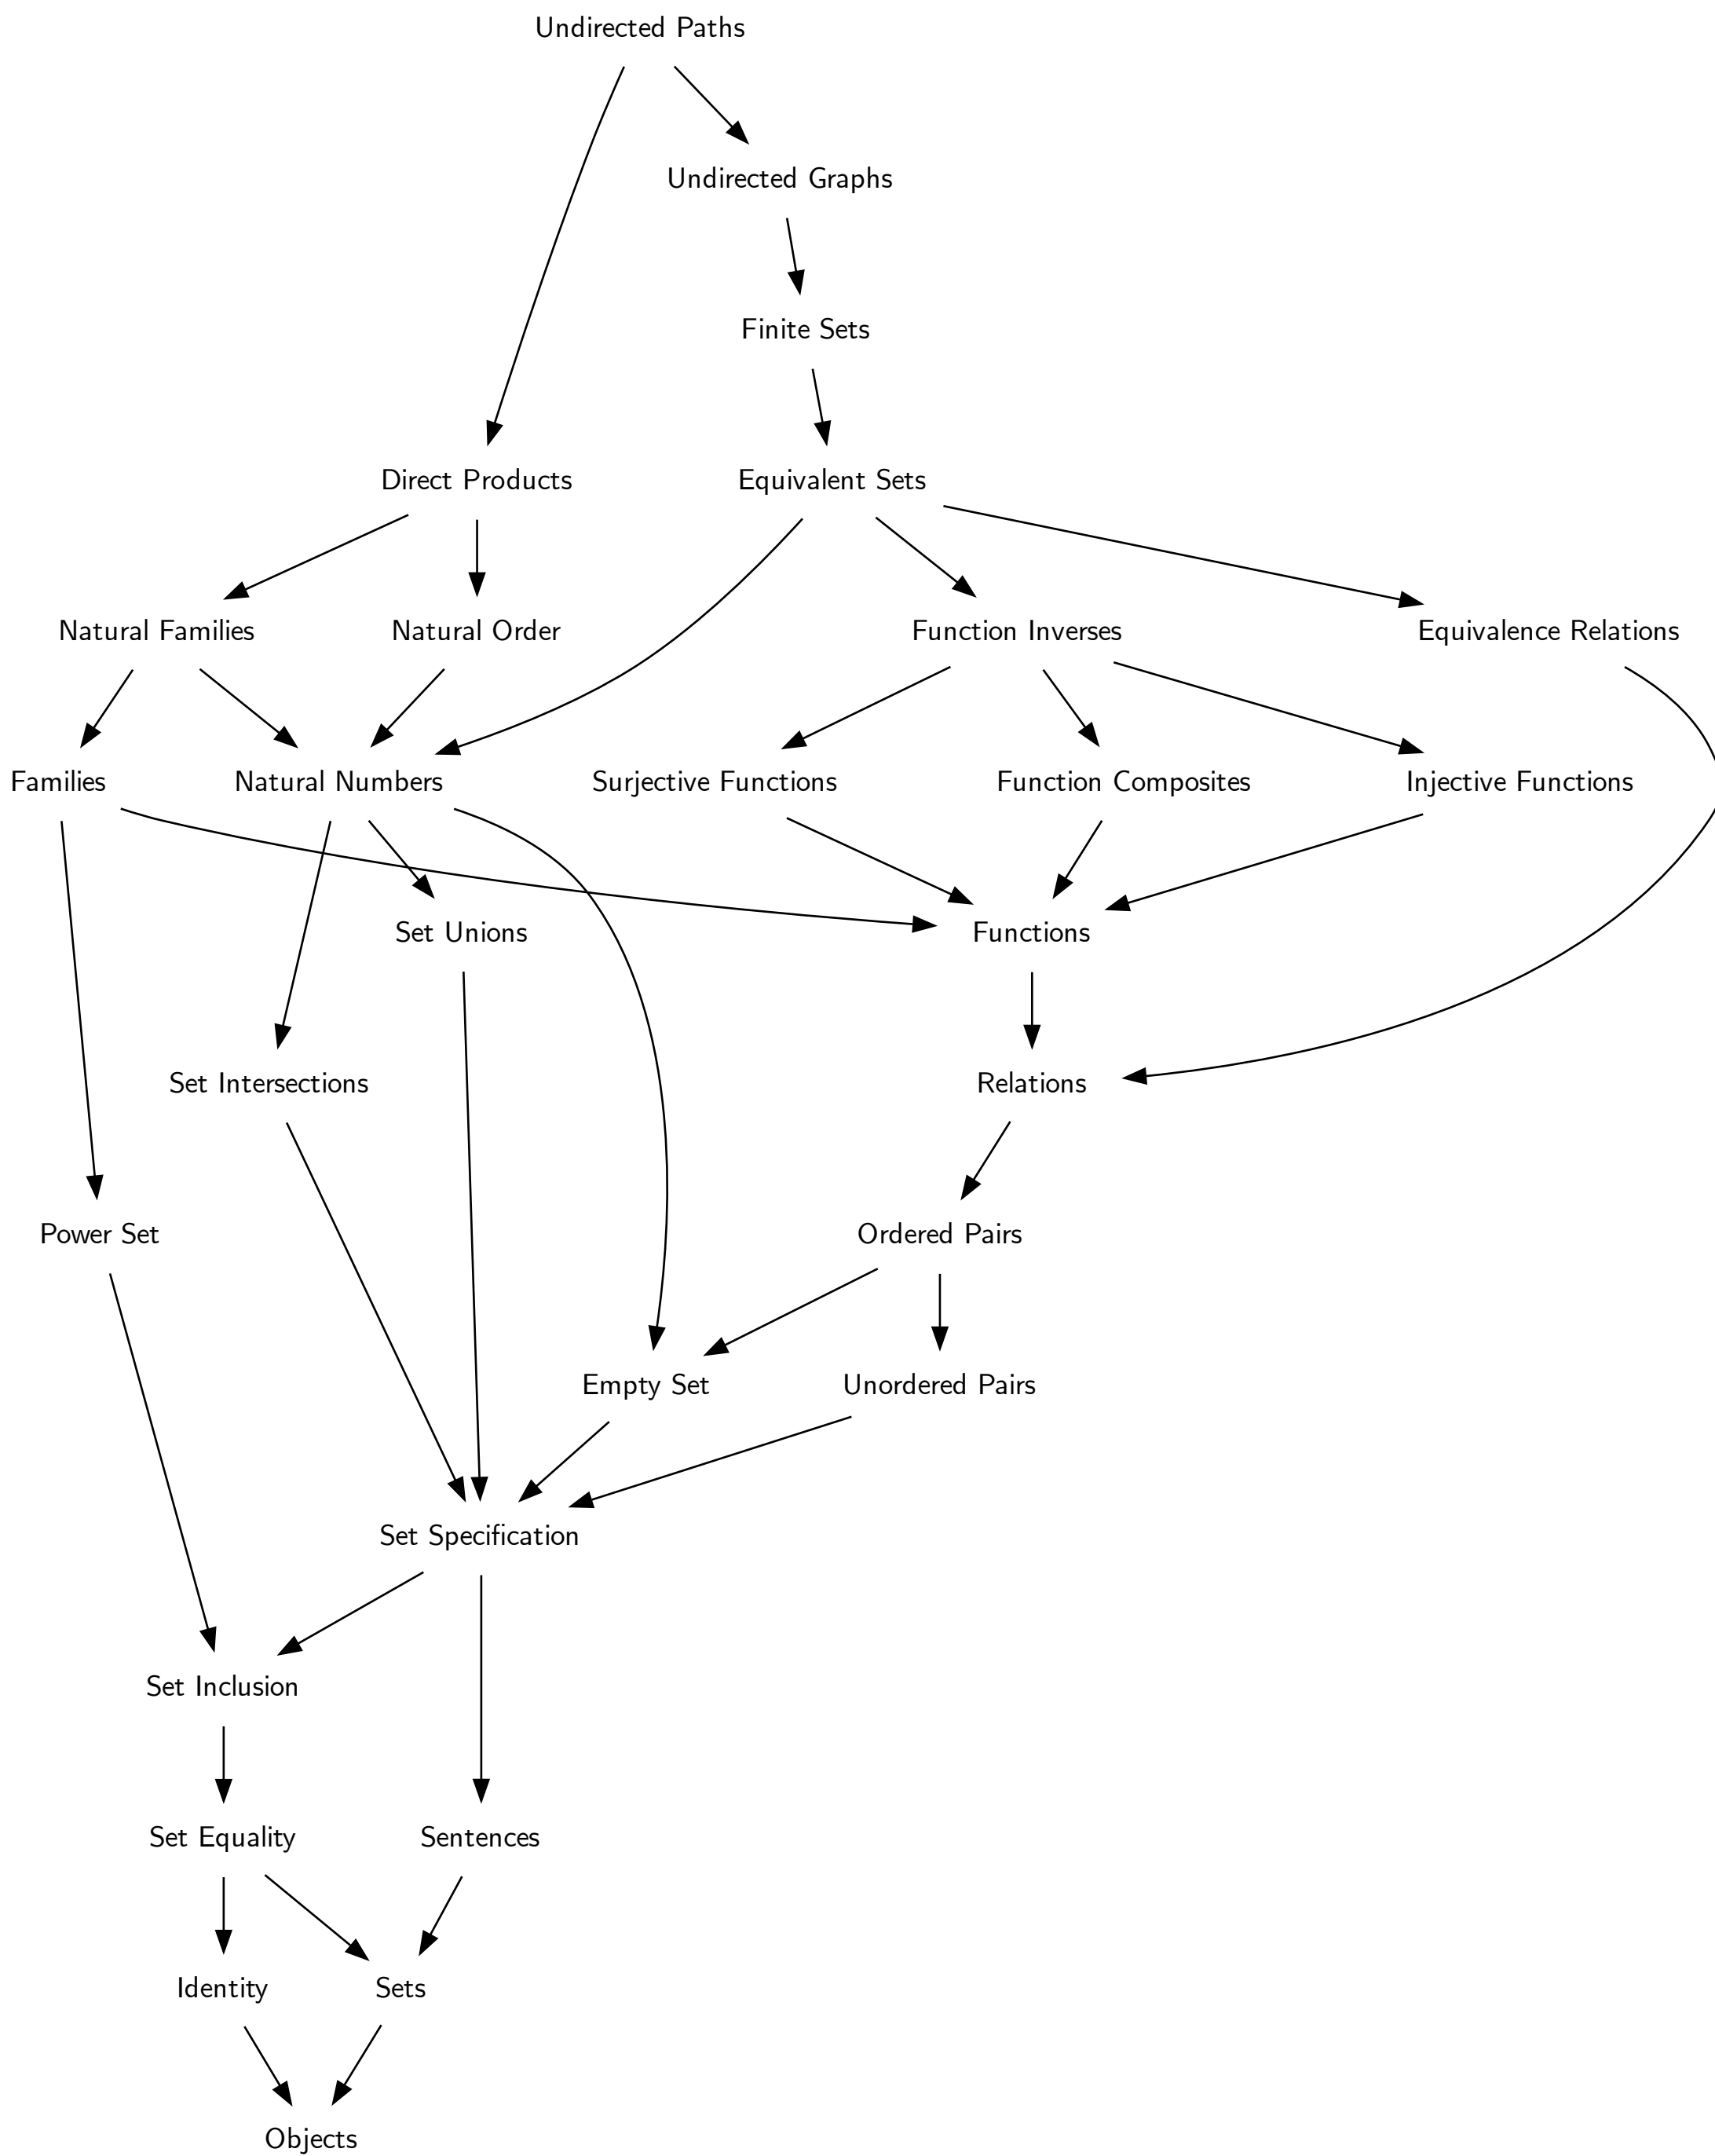 Undirected Paths
Undirected Graphs
Finite Sets
Direct Products
Equivalent Sets
Natural Families
Natural Order
Function Inverses
Equivalence Relations
Families
Natural Numbers
Surjective Functions
Function Composites
Injective Functions
Set Unions
Functions
Set Intersections
Relations
Power Set
Ordered Pairs
Empty Set
Unordered Pairs
Set Specification
Set Inclusion
Set Equality
Sentences
Identity
Sets
Objects